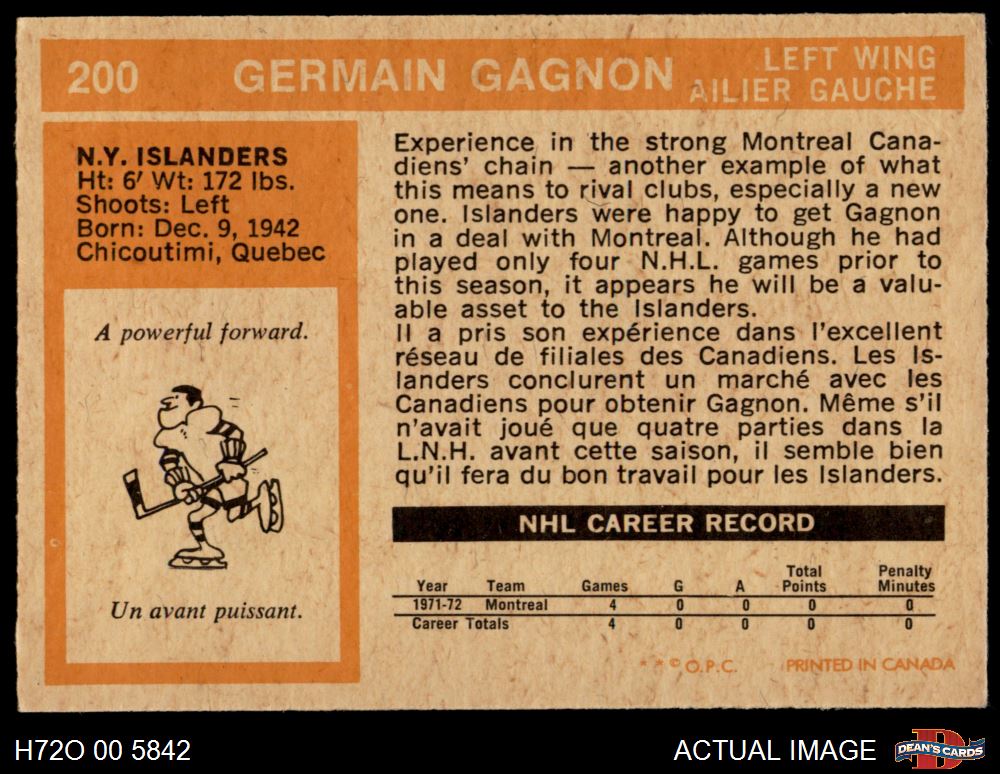 200 GERMAIN GAGNON LEFT WING
AILIER GAUCHE
N.Y. ISLANDERS
Ht: 6' Wt: 172 lbs.
Shoots: Left
Born: Dec. 9, 1942
Chicoutimi, Quebec
A powerful forward.
Un avant puissant.
Experience in the strong Montreal Cana-
diens' chain — another example of what
this means to rival clubs, especially a new
one. Islanders were happy to get Gagnon
in a deal with Montreal. Although he had
played only four N.H.L. games prior to
this season, it appears he will be a valu-
able asset to the Islanders.
Il a pris son expérience dans l'excellent
réseau de filiales des Canadiens. Les Is-
landers conclurent un marché avec les
Canadiens pour obtenir Gagnon. Même s'il
n'avait joué que quatre parties dans la
L.N.H. avant cette saison, il semble bien
qu'il fera du bon travail pour les Islanders.
NHL CAREER RECORD
Year Team Games G A Total Points Penalty Minutes
1971-72 Montreal 4 0 0 0 0
Career Totals 4 0 0 0 0
* * © O.P.C. PRINTED IN CANADA
H72O 00 5842
ACTUAL IMAGE
D
DEAN'S CARDS